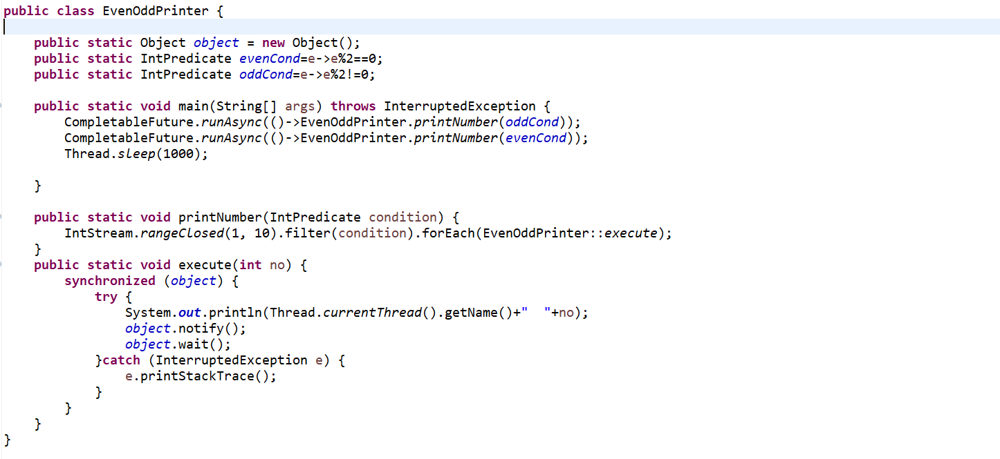 public class EvenOddPrinter {
    public static Object object = new Object();
    public static IntPredicate evenCond=e->e%2==0;
    public static IntPredicate oddCond=e->e%2!=0;
    public static void main(String[] args) throws InterruptedException {
        CompletableFuture.runAsync(()->EvenOddPrinter.printNumber(oddCond));
        CompletableFuture.runAsync(()->EvenOddPrinter.printNumber(evenCond));
        Thread.sleep(1000);
    }
    public static void printNumber(IntPredicate condition) {
        IntStream.rangeClosed(1, 10).filter(condition).forEach(EvenOddPrinter::execute);
    }
    public static void execute(int no) {
        synchronized (object) {
            try {
                System.out.println(Thread.currentThread().getName()+"  "+no);
                object.notify();
                object.wait();
            }catch (InterruptedException e) {
                e.printStackTrace();
            }
        }
    }
}